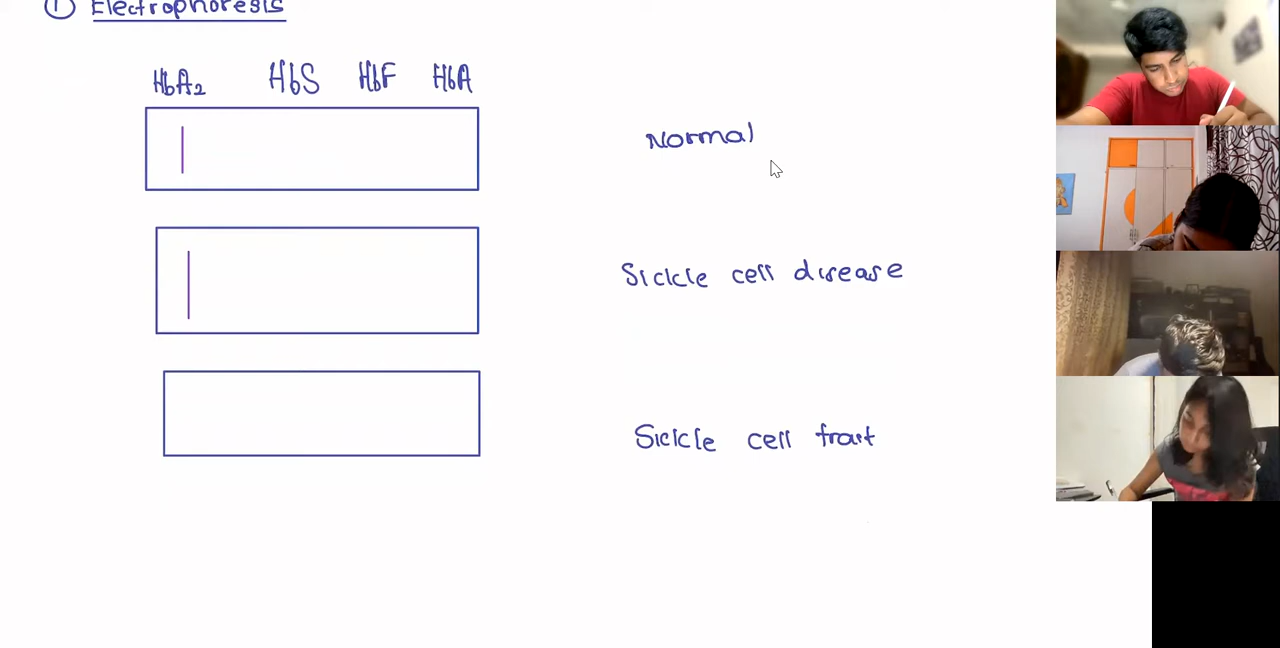 ① Electrophoresis
HbA₂ HbS HbF HbA
Normal
Sickle cell disease
Sickle cell trait